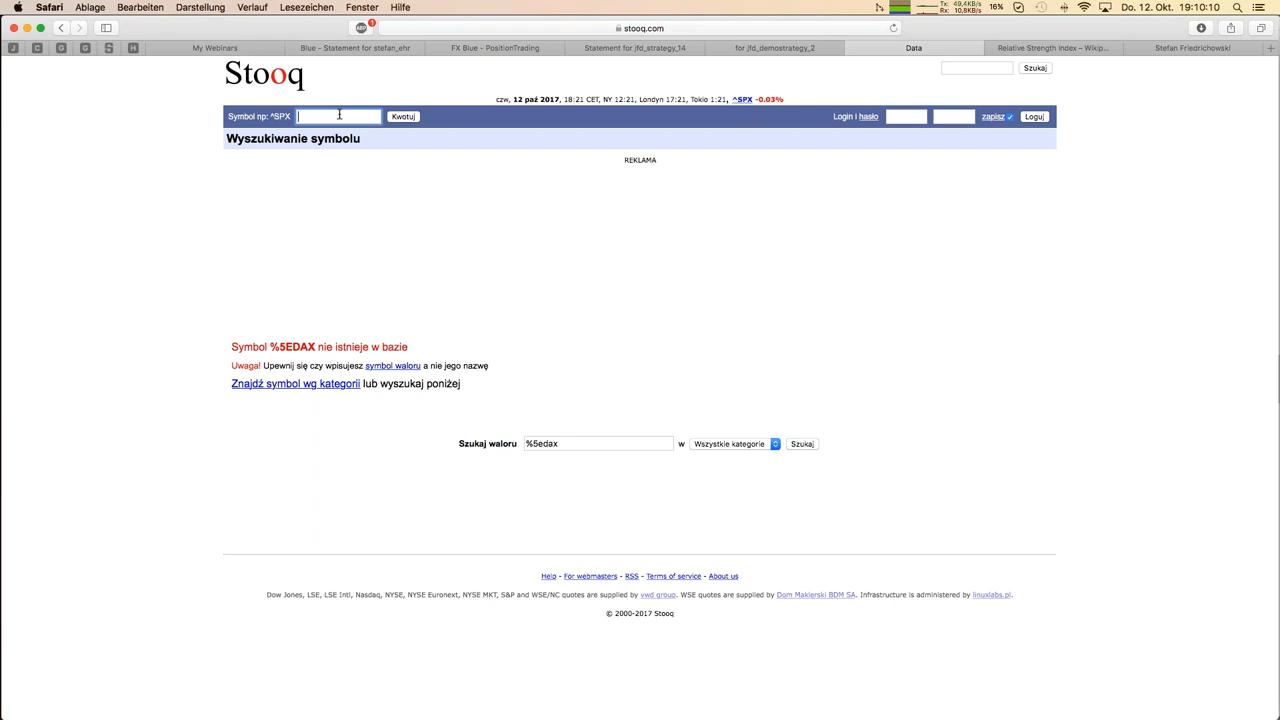 Safari Ablage Bearbeiten Darstellung Verlauf Lesezeichen Fenster Hilfe
Tx: 49,4KB/s
Rx: 10,8KB/s
16%
Do. 12. Okt. 19:10:10
1
stooq.com
J C G G S H
My Webinars
Blue - Statement for stefan_ehr
FX Blue - PositionTrading
Statement for jfd_strategy_14
for jfd_demostrategy_2
Data
Relative Strength Index – Wikip...
Stefan Friedrichowski
Stooq
Szukaj
czw, 12 paź 2017, 18:21 CET, NY 12:21, Londyn 17:21, Tokio 1:21, ^SPX -0.03%
Symbol np: ^SPX
Kwotuj
Login i hasło
zapisz
Loguj
Wyszukiwanie symbolu
REKLAMA
Symbol %5EDAX nie istnieje w bazie
Uwaga! Upewnij się czy wpisujesz symbol waloru a nie jego nazwę
Znajdź symbol wg kategorii lub wyszukaj poniżej
Szukaj waloru %5edax w Wszystkie kategorie Szukaj
Help - For webmasters - RSS - Terms of service - About us
Dow Jones, LSE, LSE Intl, Nasdaq, NYSE, NYSE Euronext, NYSE MKT, S&P and WSE/NC quotes are supplied by vwd group. WSE quotes are supplied by Dom Maklerski BDM SA. Infrastructure is administered by linuxlabs.pl.
© 2000-2017 Stooq